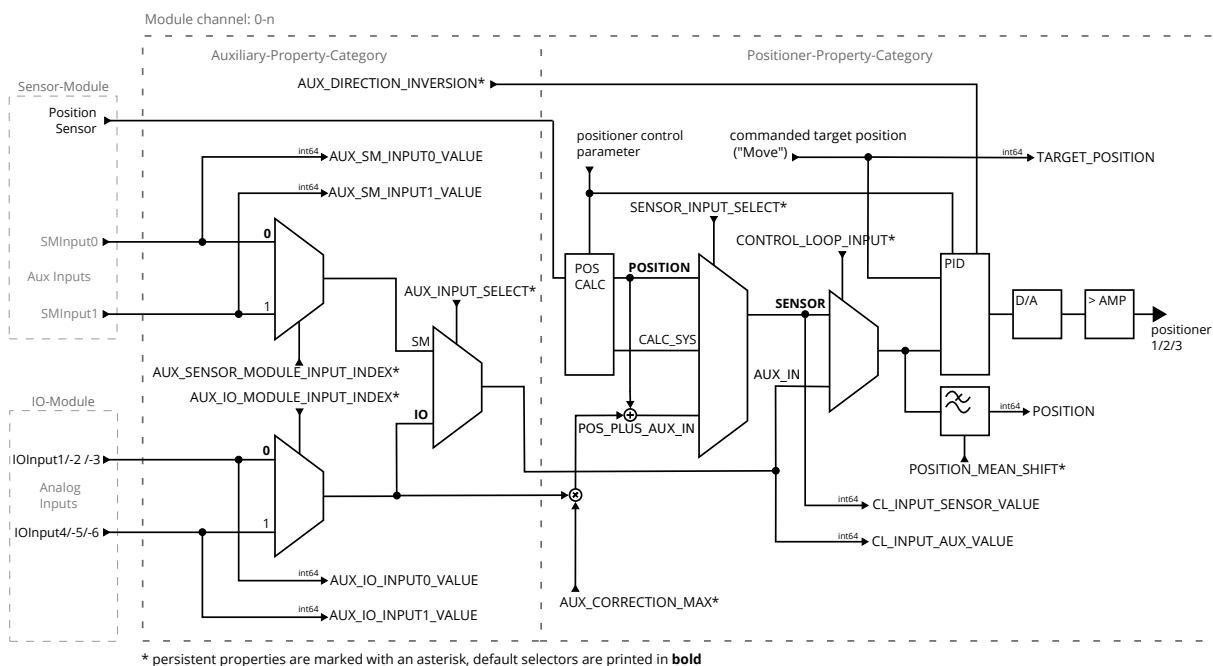 Module channel: 0-n
Auxiliary-Property-Category
Positioner-Property-Category
Sensor-Module
AUX_DIRECTION_INVERSION*
Position
Sensor
positioner control
parameter
commanded target position
("Move")
int64
TARGET_POSITION
int64
AUX_SM_INPUT0_VALUE
int64
AUX_SM_INPUT1_VALUE
SENSOR_INPUT_SELECT*
CONTROL_LOOP_INPUT*
SMInput0
0
Aux Inputs
SMInput1
1
AUX_INPUT_SELECT*
POS
CALC
POSITION
SENSOR
PID
D/A
> AMP
positioner
1/2/3
SM
CALC_SYS
AUX_IN
AUX_SENSOR_MODULE_INPUT_INDEX*
AUX_IO_MODULE_INPUT_INDEX*
IO-Module
IO
POS_PLUS_AUX_IN
int64
POSITION
IOInput1/-2 /-3
0
Analog
Inputs
POSITION_MEAN_SHIFT*
IOInput4/-5/-6
1
int64
CL_INPUT_SENSOR_VALUE
int64
CL_INPUT_AUX_VALUE
int64
AUX_IO_INPUT0_VALUE
int64
AUX_IO_INPUT1_VALUE
AUX_CORRECTION_MAX*
* persistent properties are marked with an asterisk, default selectors are printed in bold